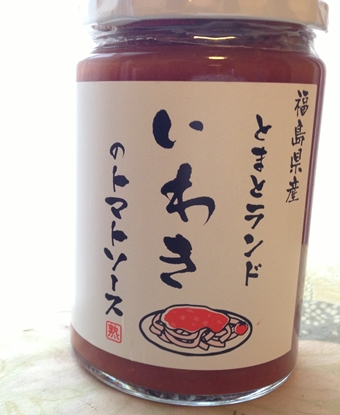 福島県産
とまとランド
いわき
のトマトソース
熟